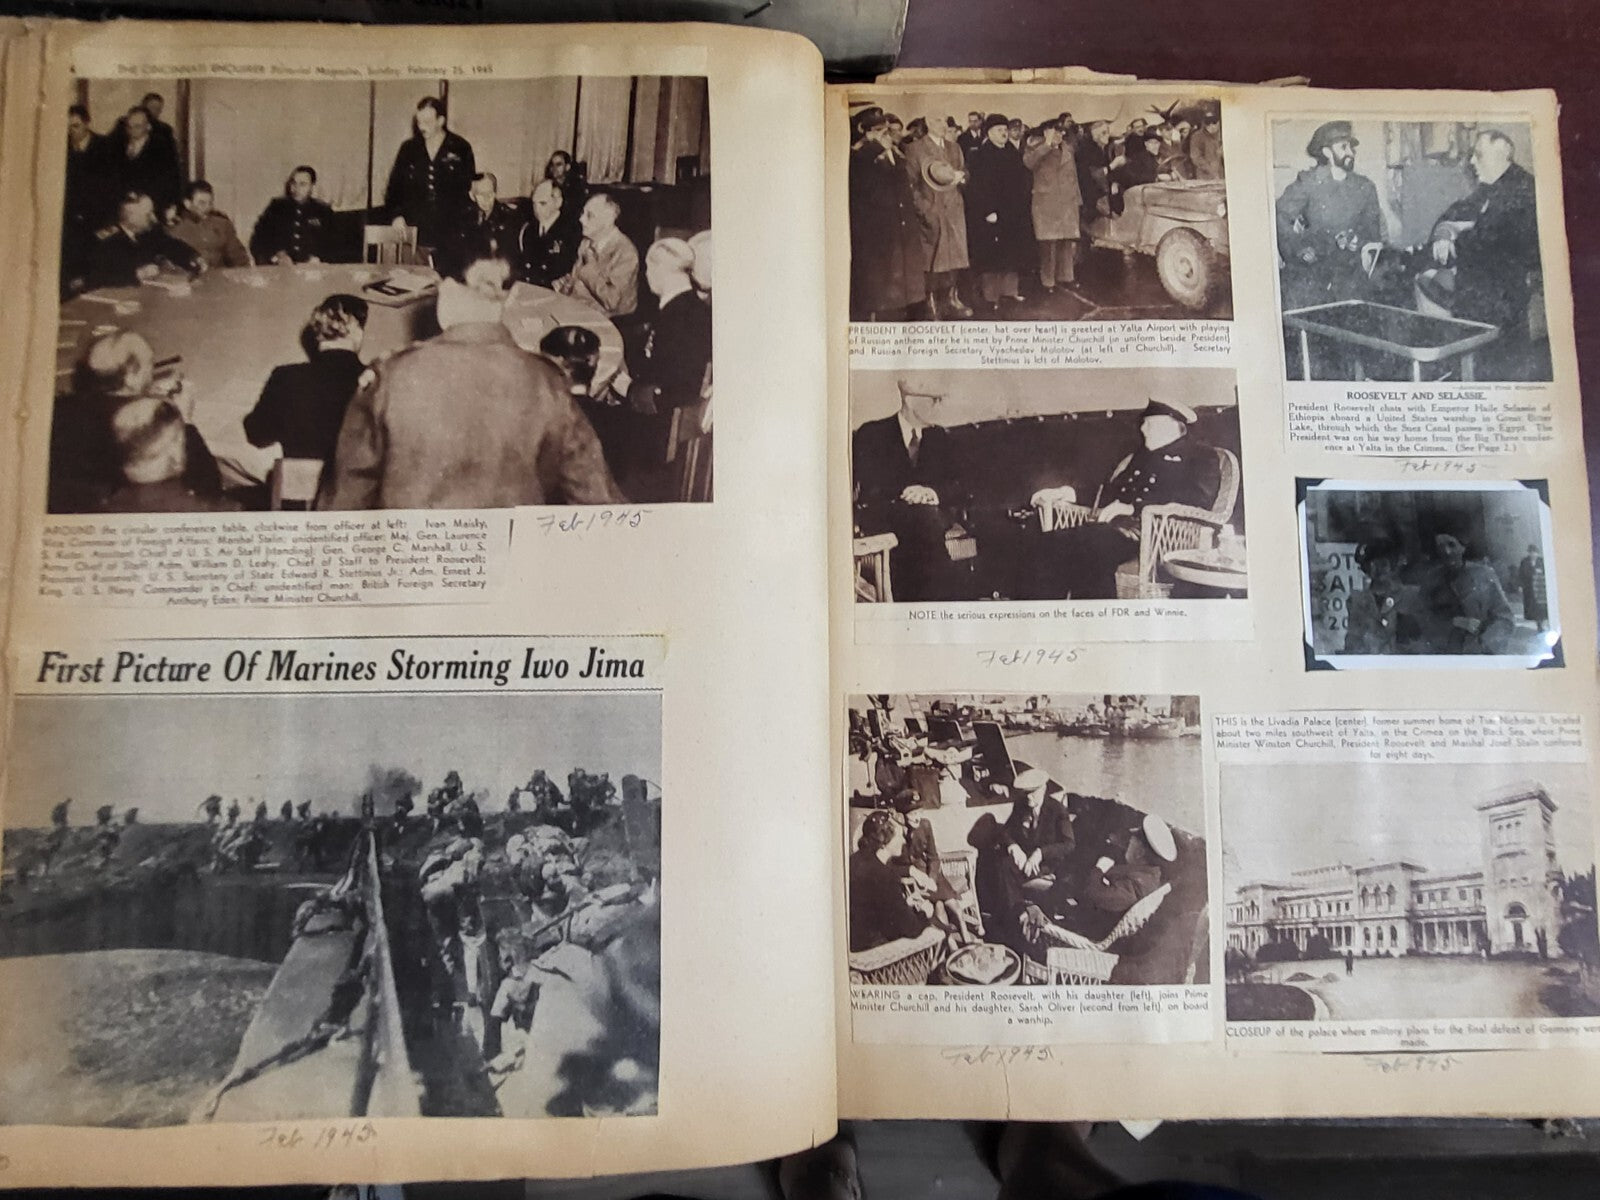 THE CINCINNATI ENQUIRER Pictorial Magazine, Sunday, February 25, 1945
AROUND the circular conference table, clockwise from officer at left: Ivan Maisky,
Vice Commissar of Foreign Affairs; Marshal Stalin; unidentified officer; Maj. Gen. Laurence
S. Kuter, Assistant Chief of U. S. Air Staff (standing); Gen. George C. Marshall, U. S.
Army Chief of Staff; Adm. William D. Leahy, Chief of Staff to President Roosevelt;
President Roosevelt; U. S. Secretary of State Edward R. Stettinius Jr.; Adm. Ernest J.
King, U. S. Navy Commander in Chief; unidentified man; British Foreign Secretary
Anthony Eden; Prime Minister Churchill.
Feb 1945
First Picture Of Marines Storming Iwo Jima
Feb 1945
PRESIDENT ROOSEVELT (center, hat over heart) is greeted at Yalta Airport with playing
of Russian anthem after he is met by Prime Minister Churchill (in uniform beside President)
and Russian Foreign Secretary Vyacheslav Molotov (at left of Churchill). Secretary
Stettinius is left of Molotov.
NOTE the serious expressions on the faces of FDR and Winnie.
Feb 1945
WEARING a cap, President Roosevelt, with his daughter (left), joins Prime
Minister Churchill and his daughter, Sarah Oliver (second from left), on board
a warship.
Feb 1945
—Associated Press Wirephoto.
ROOSEVELT AND SELASSIE.
President Roosevelt chats with Emperor Haile Selassie of
Ethiopia aboard a United States warship in Great Bitter
Lake, through which the Suez Canal passes in Egypt. The
President was on his way home from the Big Three confer-
ence at Yalta in the Crimea. (See Page 2.)
Feb 1945
THIS is the Livadia Palace (center), former summer home of Tsar Nicholas II, located
about two miles southwest of Yalta, in the Crimea on the Black Sea, where Prime
Minister Winston Churchill, President Roosevelt and Marshal Josef Stalin conferred
for eight days.
CLOSEUP of the palace where military plans for the final defeat of Germany were
made.
Feb 1945